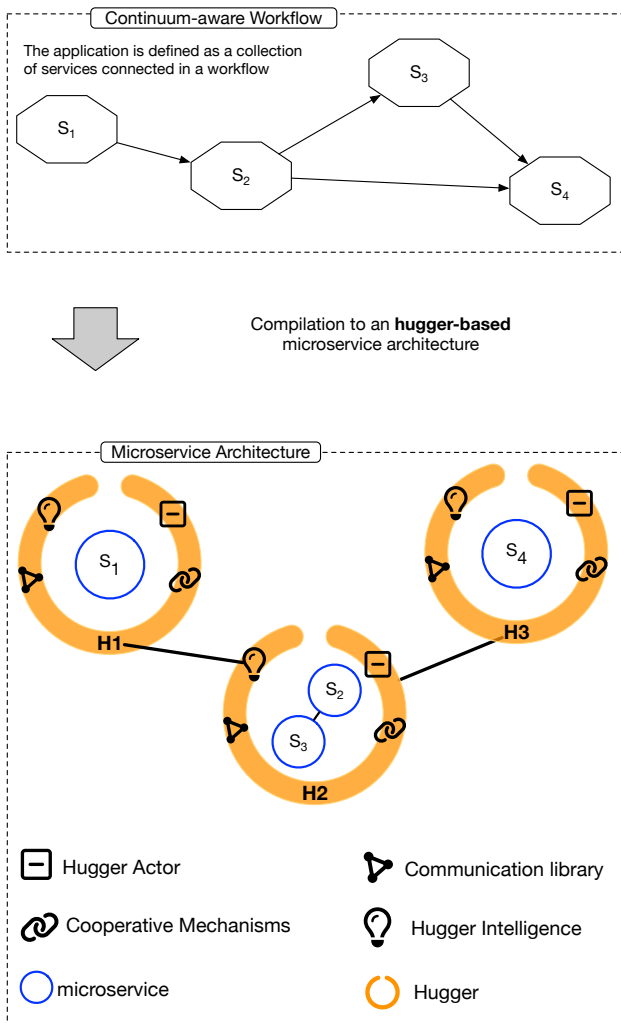 Continuum-aware Workflow
The application is defined as a collection
of services connected in a workflow
S₃
S₁
S₂
S₄
Compilation to an hugger-based
microservice architecture
Microservice Architecture
S₁
S₄
H1
H3
S₂
S₃
H2
Hugger Actor
Communication library
Cooperative Mechanisms
Hugger Intelligence
microservice
Hugger